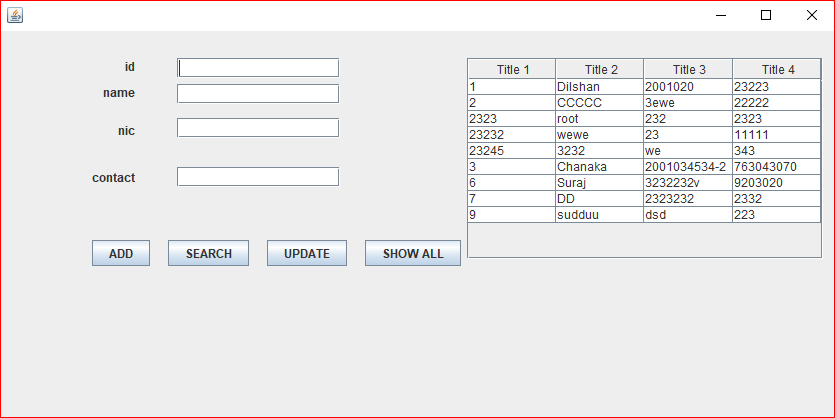 id
name
nic
contact
ADD SEARCH UPDATE SHOW ALL
Title 1 Title 2 Title 3 Title 4
1 Dilshan 2001020 23223
2 CCCCC 3ewe 22222
2323 root 232 2323
23232 wewe 23 11111
23245 3232 we 343
3 Chanaka 2001034534-2 763043070
6 Suraj 3232232v 9203020
7 DD 2323232 2332
9 sudduu dsd 223